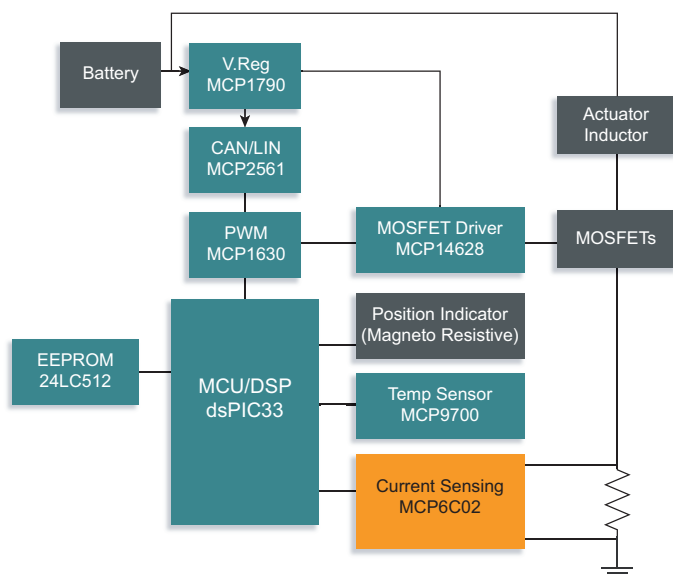 Battery
V.Reg
MCP1790
Actuator
Inductor
CAN/LIN
MCP2561
PWM
MCP1630
MOSFET Driver
MCP14628
MOSFETs
Position Indicator
(Magneto Resistive)
EEPROM
24LC512
MCU/DSP
dsPIC33
Temp Sensor
MCP9700
Current Sensing
MCP6C02